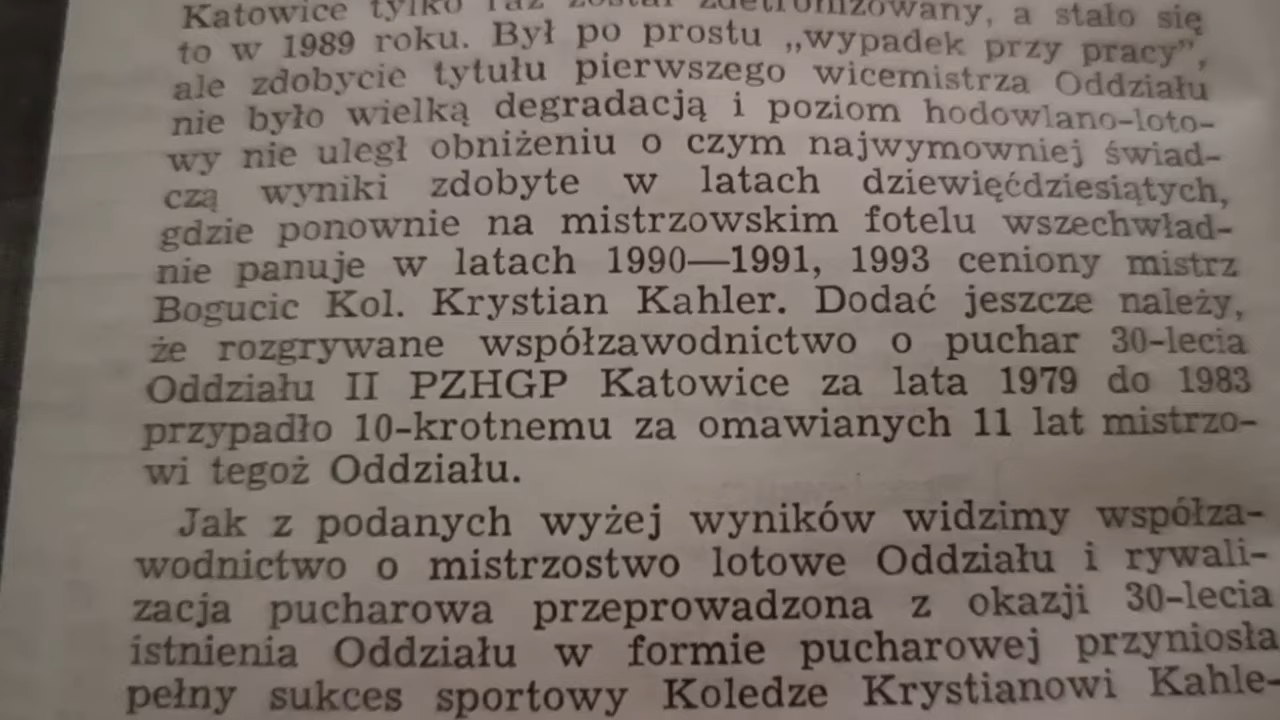 Katowice tylko raz został zdetronizowany, a stało się
to w 1989 roku. Był po prostu „wypadek przy pracy”,
ale zdobycie tytułu pierwszego wicemistrza Oddziału
nie było wielką degradacją i poziom hodowlano-loto-
wy nie uległ obniżeniu o czym najwymowniej świad-
czą wyniki zdobyte w latach dziewięćdziesiątych,
gdzie ponownie na mistrzowskim fotelu wszechwład-
nie panuje w latach 1990—1991, 1993 ceniony mistrz
Bogucic Kol. Krystian Kahler. Dodać jeszcze należy,
że rozgrywane współzawodnictwo o puchar 30-lecia
Oddziału II PZHGP Katowice za lata 1979 do 1983
przypadło 10-krotnemu za omawianych 11 lat mistrzo-
wi tegoż Oddziału.
Jak z podanych wyżej wyników widzimy współza-
wodnictwo o mistrzostwo lotowe Oddziału i rywali-
zacja pucharowa przeprowadzona z okazji 30-lecia
istnienia Oddziału w formie pucharowej przyniosła
pełny sukces sportowy Koledze Krystianowi Kahle-